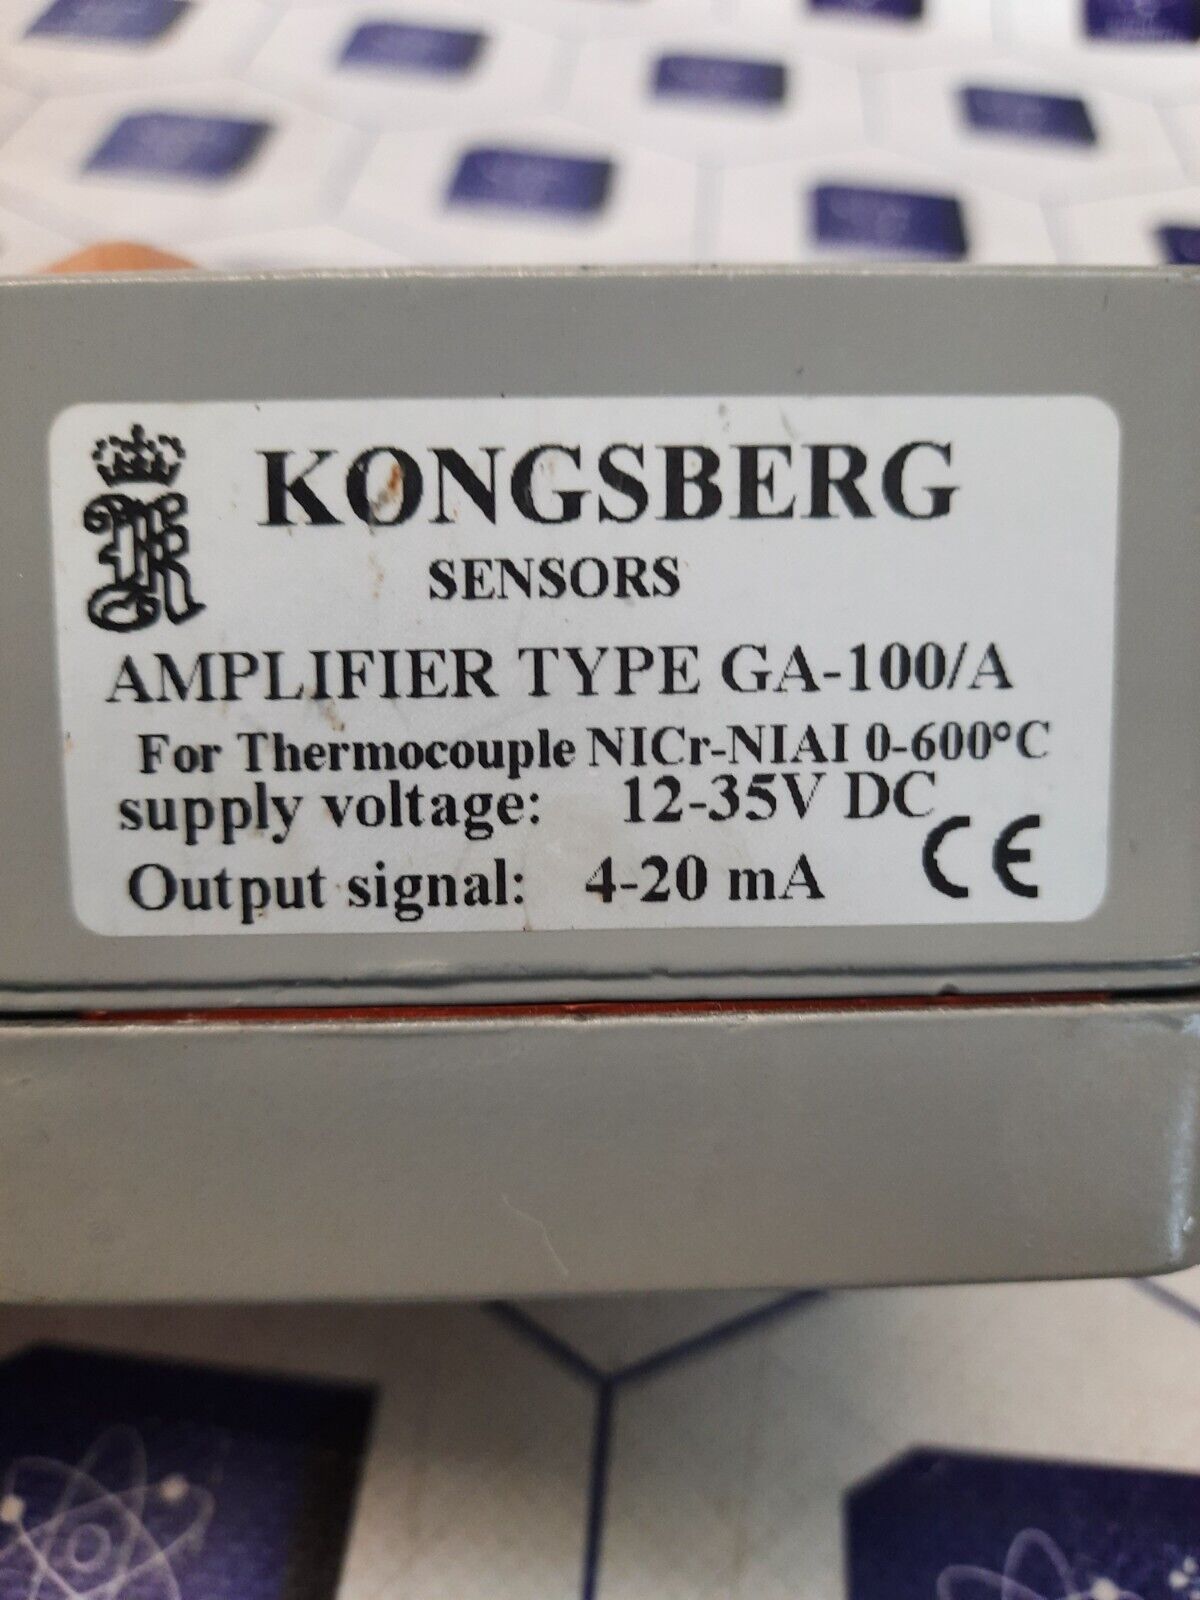 KONGSBERG
SENSORS
AMPLIFIER TYPE GA-100/A
For Thermocouple NICr-NIAI 0-600°C
supply voltage: 12-35V DC
Output signal: 4-20 mA CE